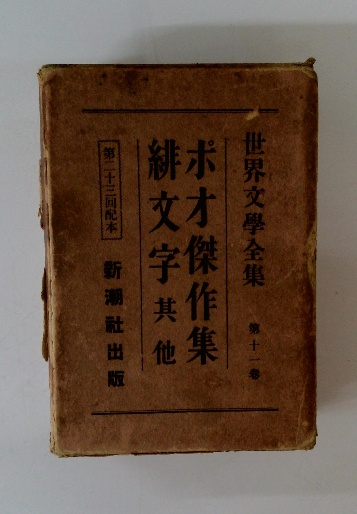 世界文學全集 第十一卷
ポオ傑作集
緋文字 其他
第二十三回配本
新潮社出版